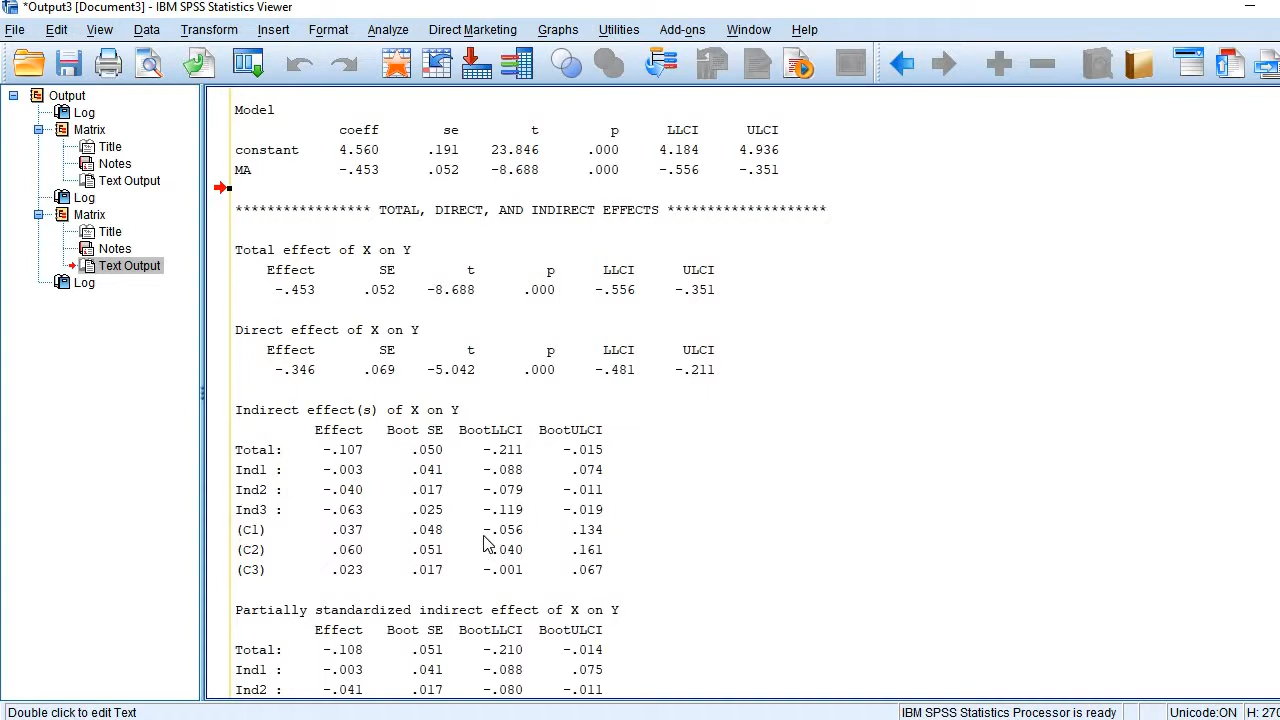 *Output3 [Document3] - IBM SPSS Statistics Viewer
File Edit View Data Transform Insert Format Analyze Direct Marketing Graphs Utilities Add-ons Window Help
Output
Log
Matrix
Title
Notes
Text Output
Log
Matrix
Title
Notes
Text Output
Log
Model
coeff se t p LLCI ULCI
constant 4.560 .191 23.846 .000 4.184 4.936
MA -.453 .052 -8.688 .000 -.556 -.351
***************** TOTAL, DIRECT, AND INDIRECT EFFECTS ********************
Total effect of X on Y
Effect SE t p LLCI ULCI
-.453 .052 -8.688 .000 -.556 -.351
Direct effect of X on Y
Effect SE t p LLCI ULCI
-.346 .069 -5.042 .000 -.481 -.211
Indirect effect(s) of X on Y
Effect Boot SE BootLLCI BootULCI
Total: -.107 .050 -.211 -.015
Ind1 : -.003 .041 -.088 .074
Ind2 : -.040 .017 -.079 -.011
Ind3 : -.063 .025 -.119 -.019
(C1) .037 .048 -.056 .134
(C2) .060 .051 -.040 .161
(C3) .023 .017 -.001 .067
Partially standardized indirect effect of X on Y
Effect Boot SE BootLLCI BootULCI
Total: -.108 .051 -.210 -.014
Ind1 : -.003 .041 -.088 .075
Ind2 : -.041 .017 -.080 -.011
Double click to edit Text IBM SPSS Statistics Processor is ready Unicode:ON H: 270